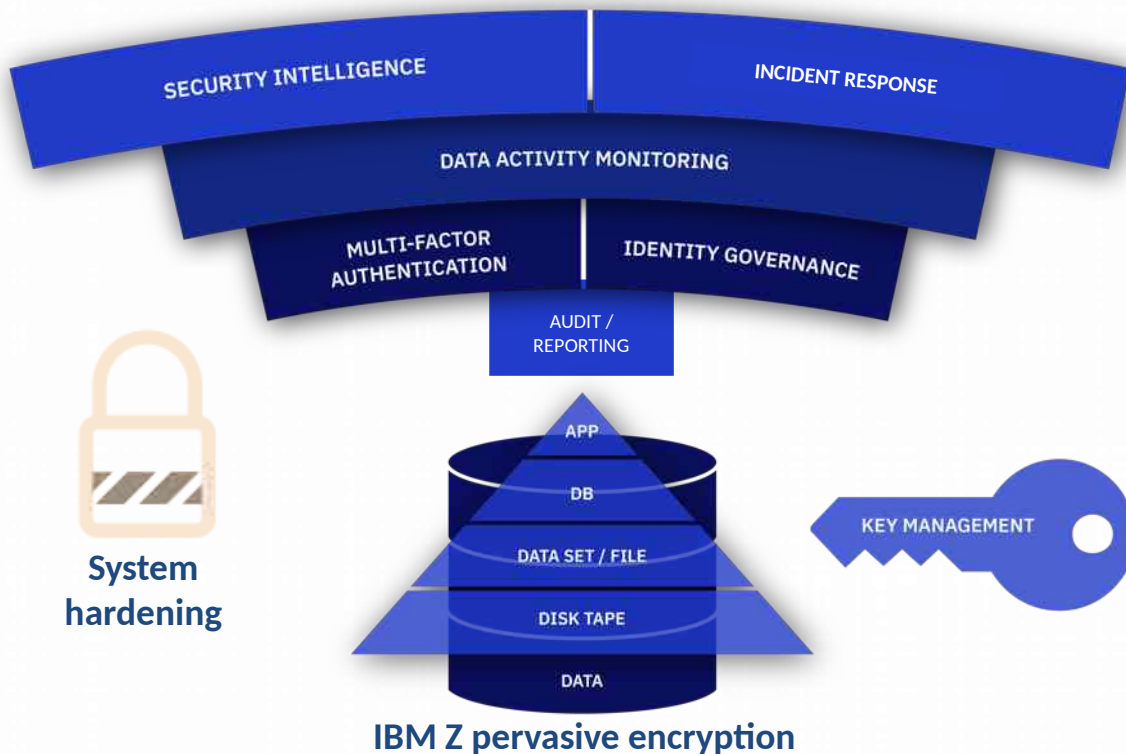 SECURITY INTELLIGENCE
INCIDENT RESPONSE
DATA ACTIVITY MONITORING
MULTI-FACTOR
AUTHENTICATION
IDENTITY GOVERNANCE
AUDIT /
REPORTING
APP
DB
DATA SET / FILE
DISK TAPE
DATA
System
hardening
KEY MANAGEMENT
IBM Z pervasive encryption